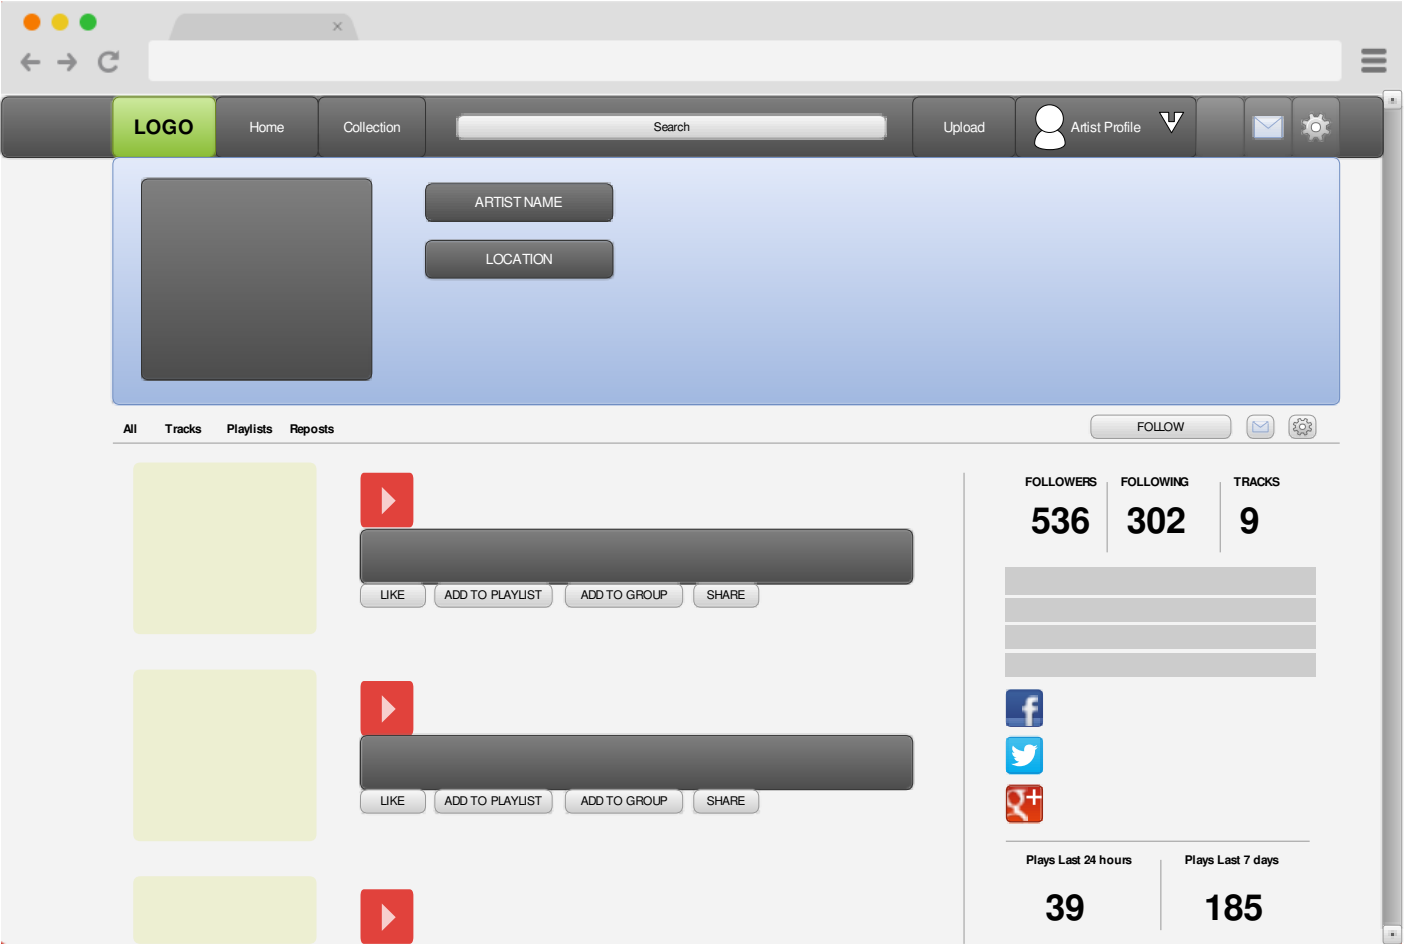 LOGO
Home
Collection
Search
Upload
Artist Profile
ARTIST NAME
LOCATION
All Tracks Playlists Reposts
FOLLOW
FOLLOWERS FOLLOWING TRACKS
536 302 9
LIKE ADD TO PLAYLIST ADD TO GROUP SHARE
LIKE ADD TO PLAYLIST ADD TO GROUP SHARE
Plays Last 24 hours Plays Last 7 days
39 185